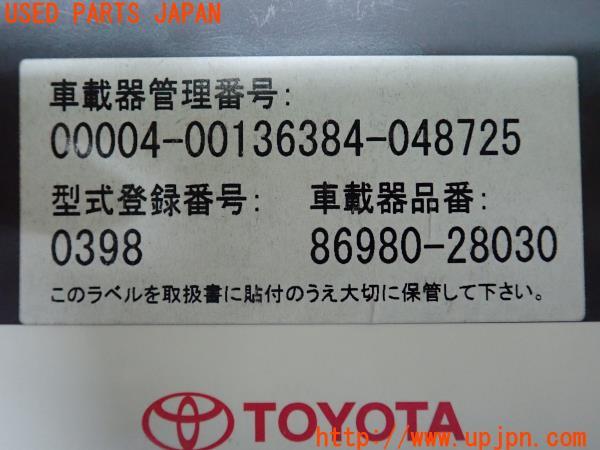 USED PARTS JAPAN
車載器管理番号:
00004-00136384-048725
型式登録番号: 車載器品番:
0398 86980-28030
このラベルを取扱書に貼付のうえ大切に保管して下さい。
TOYOTA
http://www.upjpn.com/